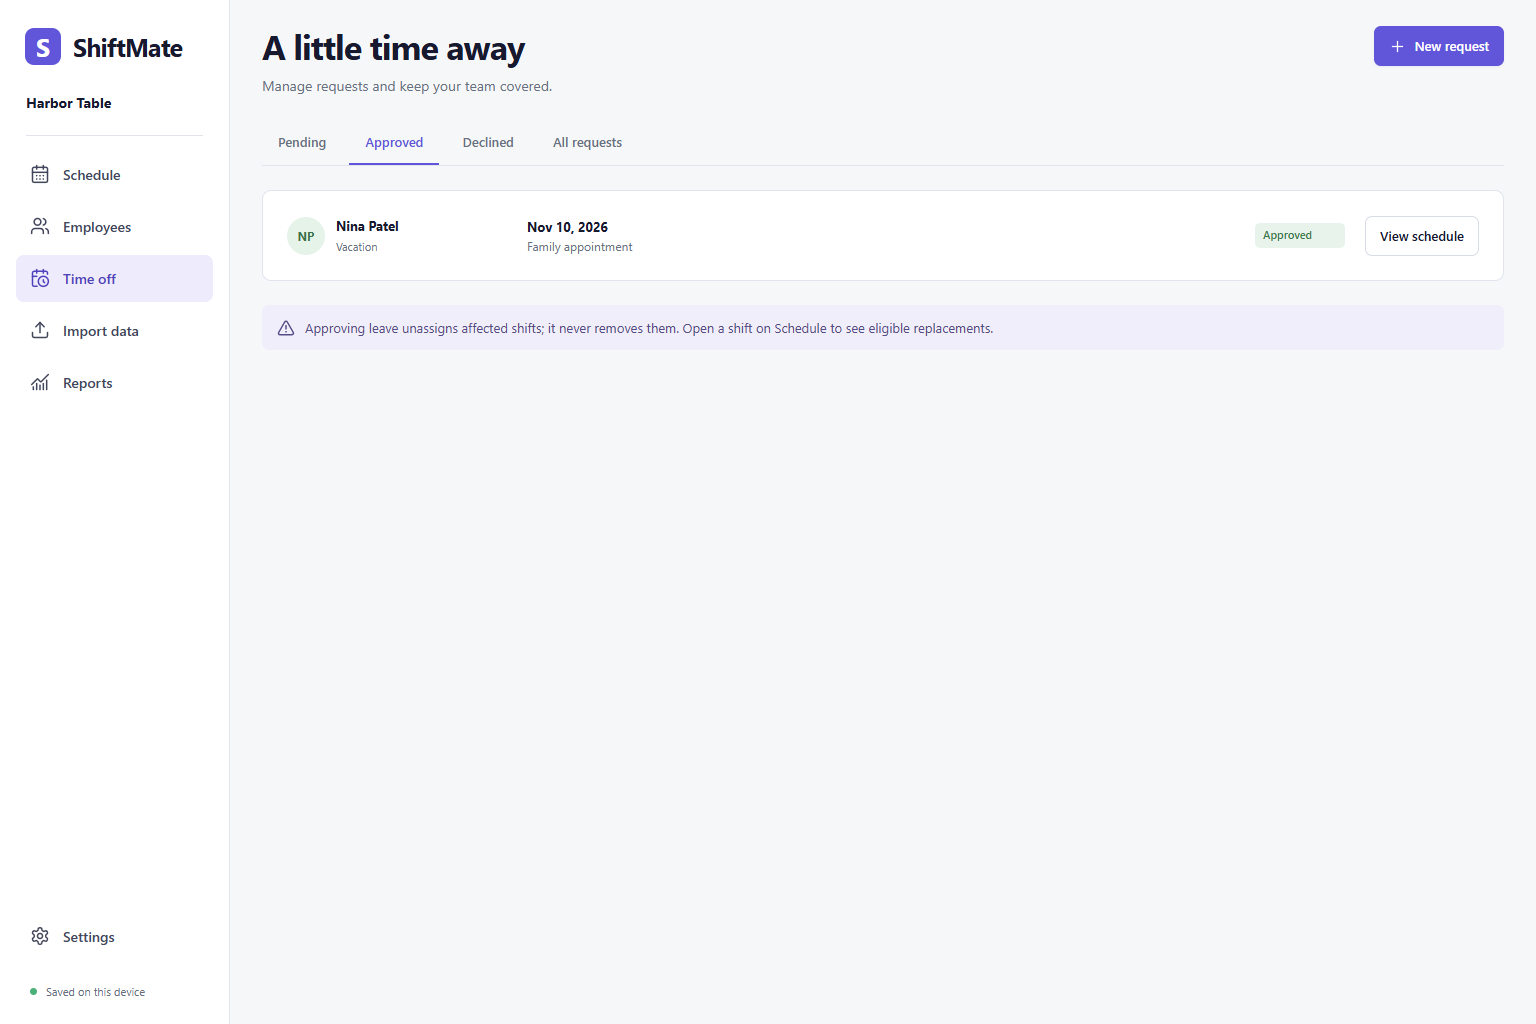 S ShiftMate
Harbor Table
Schedule
Employees
Time off
Import data
Reports
Settings
Saved on this device
A little time away
Manage requests and keep your team covered.
New request
Pending Approved Declined All requests
NP
Nina Patel
Vacation
Nov 10, 2026
Family appointment
Approved
View schedule
Approving leave unassigns affected shifts; it never removes them. Open a shift on Schedule to see eligible replacements.